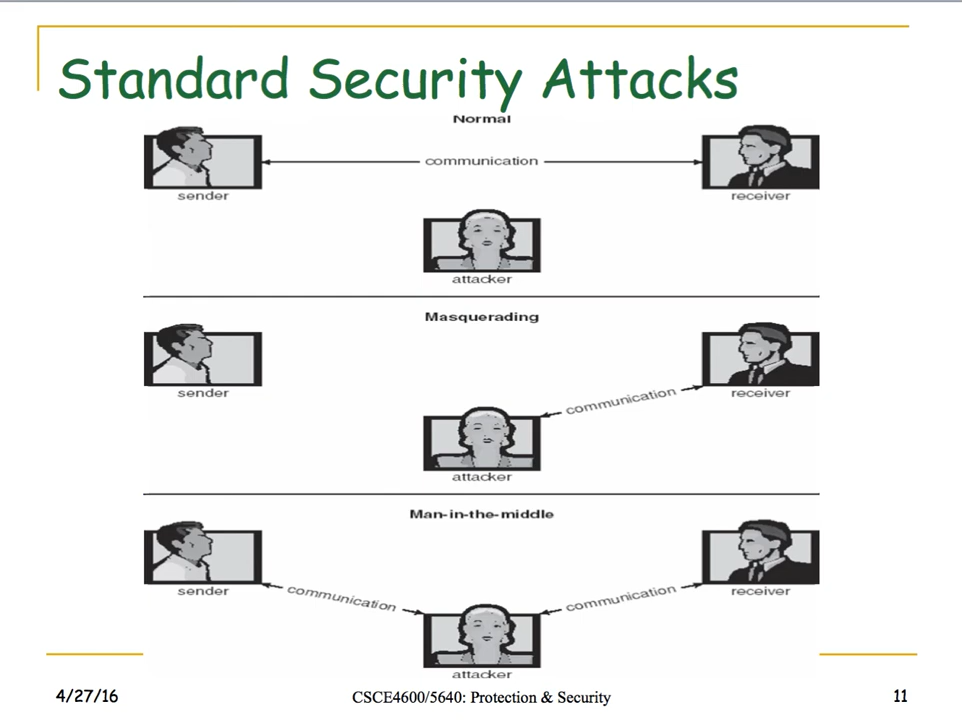 Standard Security Attacks
Normal
communication
sender
receiver
attacker
Masquerading
sender
communication
receiver
attacker
Man-in-the-middle
sender
communication
communication
receiver
attacker
4/27/16
CSCE4600/5640: Protection & Security
11